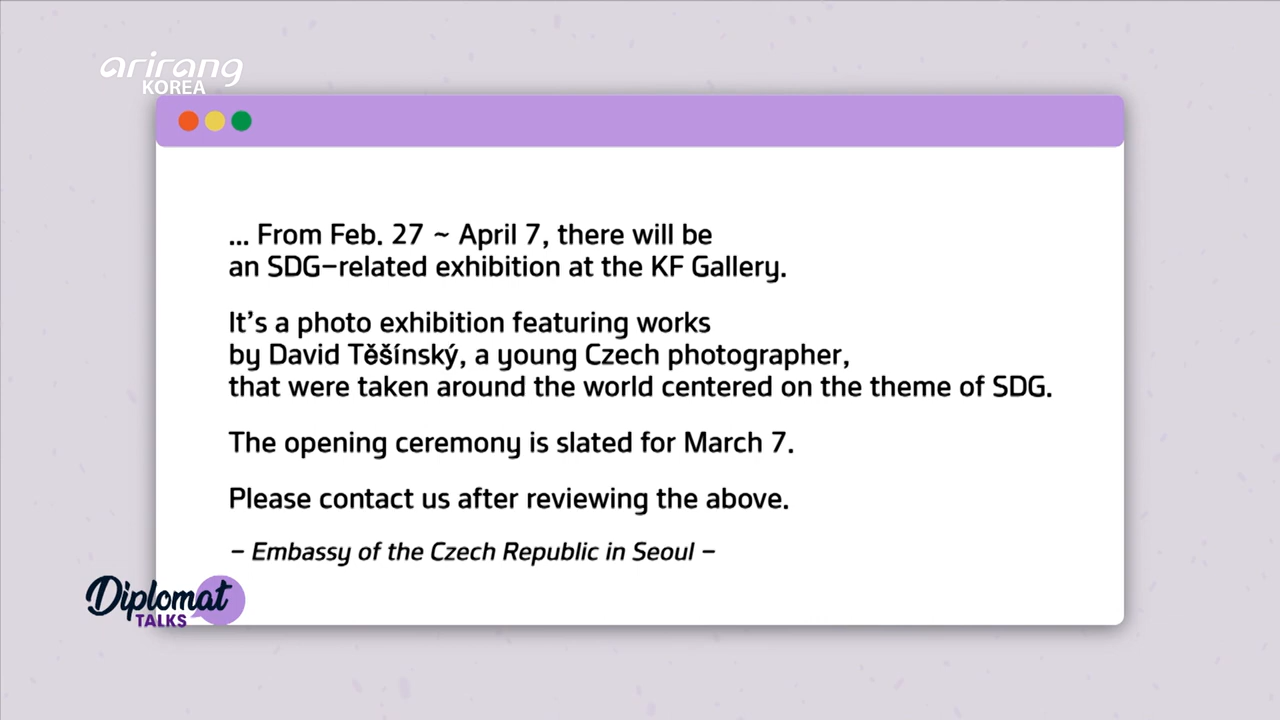 arirang
KOREA
... From Feb. 27 ~ April 7, there will be
an SDG-related exhibition at the KF Gallery.
It's a photo exhibition featuring works
by David Těšínský, a young Czech photographer,
that were taken around the world centered on the theme of SDG.
The opening ceremony is slated for March 7.
Please contact us after reviewing the above.
- Embassy of the Czech Republic in Seoul -
Diplomat
TALKS